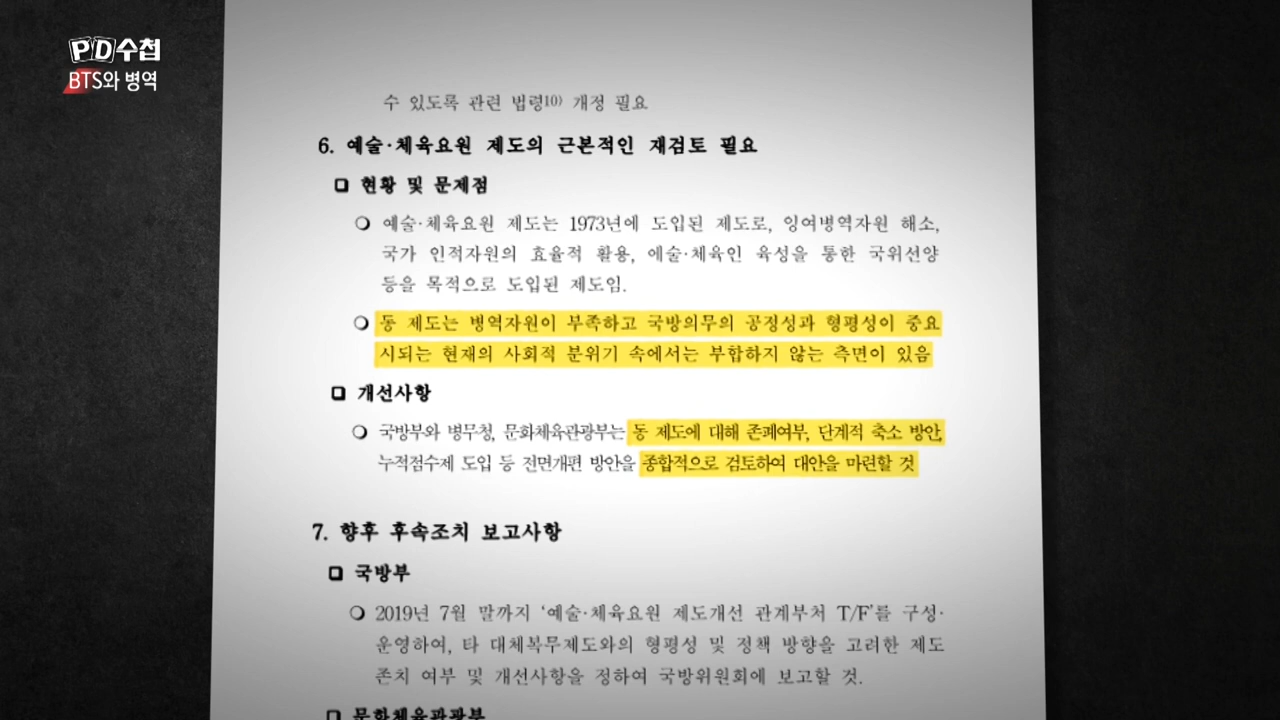 PD수첩
BTS와 병역
수 있도록 관련 법령10) 개정 필요
6. 예술·체육요원 제도의 근본적인 재검토 필요
❏ 현황 및 문제점
❍ 예술·체육요원 제도는 1973년에 도입된 제도로, 잉여병역자원 해소,
국가 인적자원의 효율적 활용, 예술·체육인 육성을 통한 국위선양
등을 목적으로 도입된 제도임.
❍ 동 제도는 병역자원이 부족하고 국방의무의 공정성과 형평성이 중요
시되는 현재의 사회적 분위기 속에서는 부합하지 않는 측면이 있음
❏ 개선사항
❍ 국방부와 병무청, 문화체육관광부는 동 제도에 대해 존폐여부, 단계적 축소 방안,
누적점수제 도입 등 전면개편 방안을 종합적으로 검토하여 대안을 마련할 것
7. 향후 후속조치 보고사항
❏ 국방부
❍ 2019년 7월 말까지 ‘예술·체육요원 제도개선 관계부처 T/F’를 구성·
운영하여, 타 대체복무제도와의 형평성 및 정책 방향을 고려한 제도
존치 여부 및 개선사항을 정하여 국방위원회에 보고할 것.
❏ 문화체육관광부